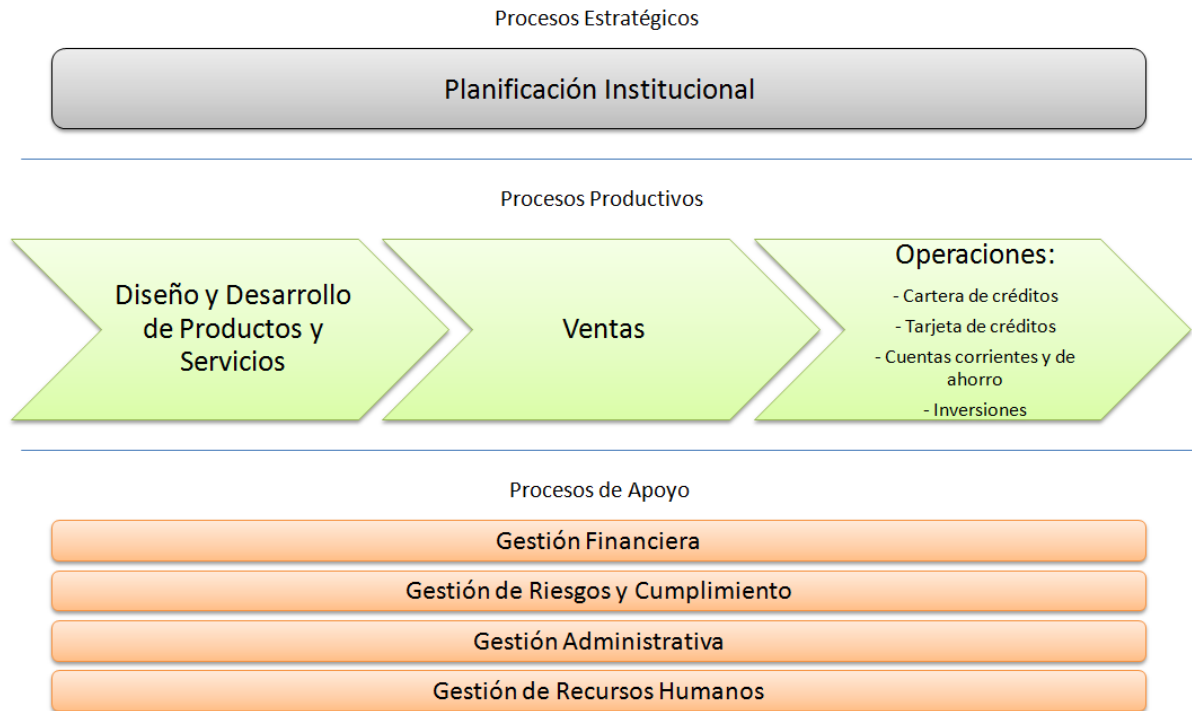 Procesos Estratégicos
Planificación Institucional
Procesos Productivos
Diseño y Desarrollo
de Productos y
Servicios
Ventas
Operaciones:
- Cartera de créditos
- Tarjeta de créditos
- Cuentas corrientes y de
ahorro
- Inversiones
Procesos de Apoyo
Gestión Financiera
Gestión de Riesgos y Cumplimiento
Gestión Administrativa
Gestión de Recursos Humanos